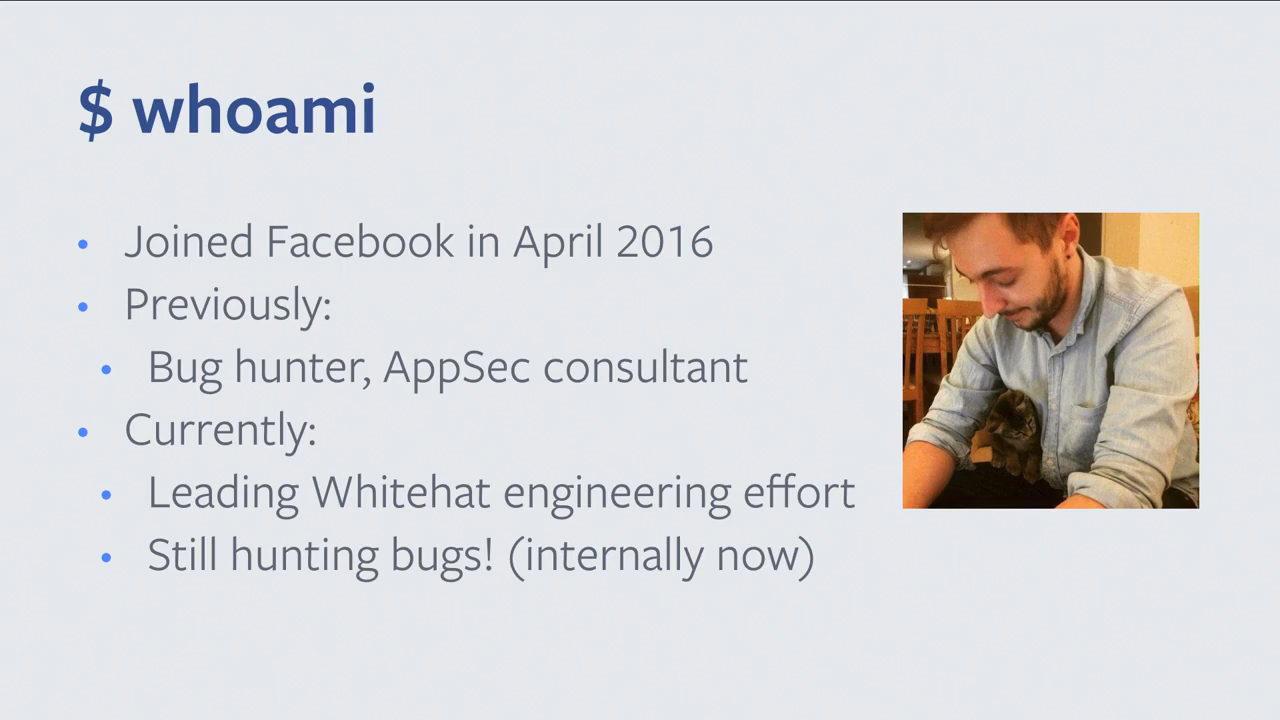 $ whoami
• Joined Facebook in April 2016
• Previously:
• Bug hunter, AppSec consultant
• Currently:
• Leading Whitehat engineering effort
• Still hunting bugs! (internally now)